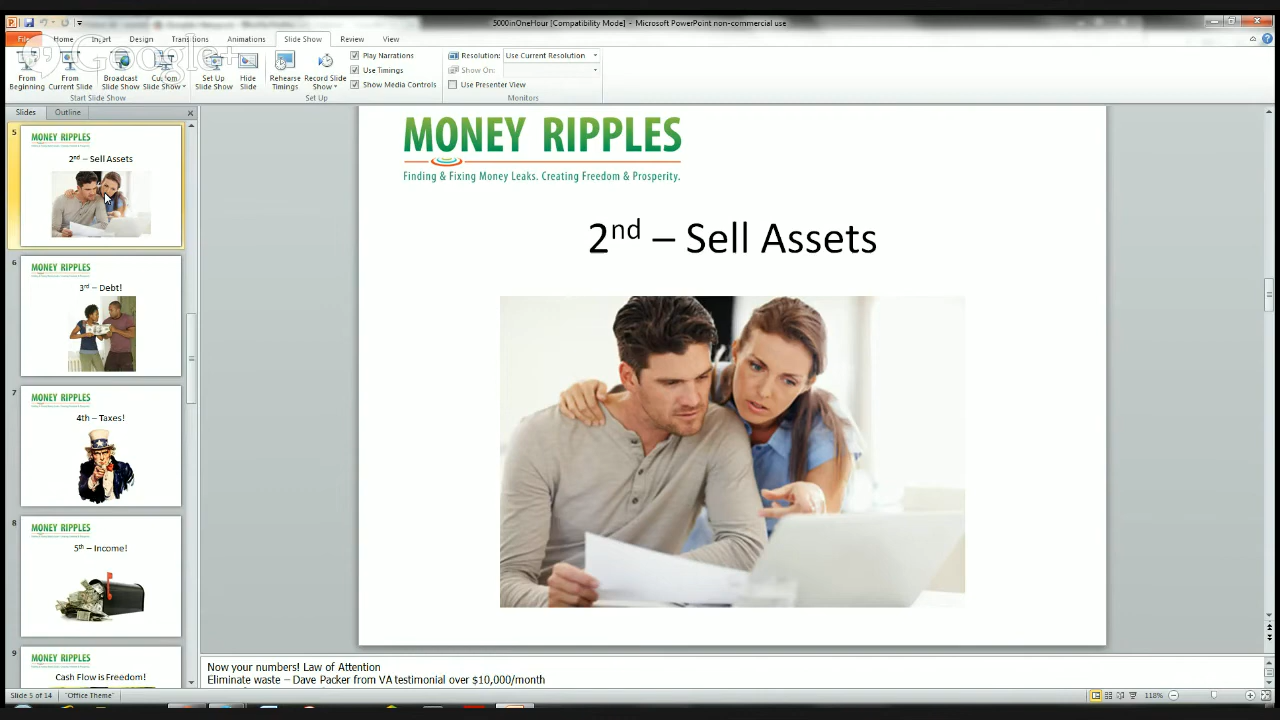 5000inOneHour [Compatibility Mode] - Microsoft PowerPoint non-commercial use
File Home Insert Design Transitions Animations Slide Show Review View
Google+
From Beginning
From Current Slide
Broadcast Slide Show
Custom Slide Show
Set Up Slide Show
Hide Slide
Rehearse Timings
Record Slide Show
Play Narrations
Use Timings
Show Media Controls
Resolution: Use Current Resolution
Show On:
Use Presenter View
Start Slide Show
Set Up
Monitors
Slides Outline
5
MONEY RIPPLES
2nd – Sell Assets
6
MONEY RIPPLES
3rd – Debt!
7
MONEY RIPPLES
4th – Taxes!
8
MONEY RIPPLES
5th – Income!
9
MONEY RIPPLES
Cash Flow is Freedom!
MONEY RIPPLES
Finding & Fixing Money Leaks. Creating Freedom & Prosperity.
2nd – Sell Assets
Now your numbers! Law of Attention
Eliminate waste – Dave Packer from VA testimonial over $10,000/month
Slide 5 of 14 "Office Theme" 118%